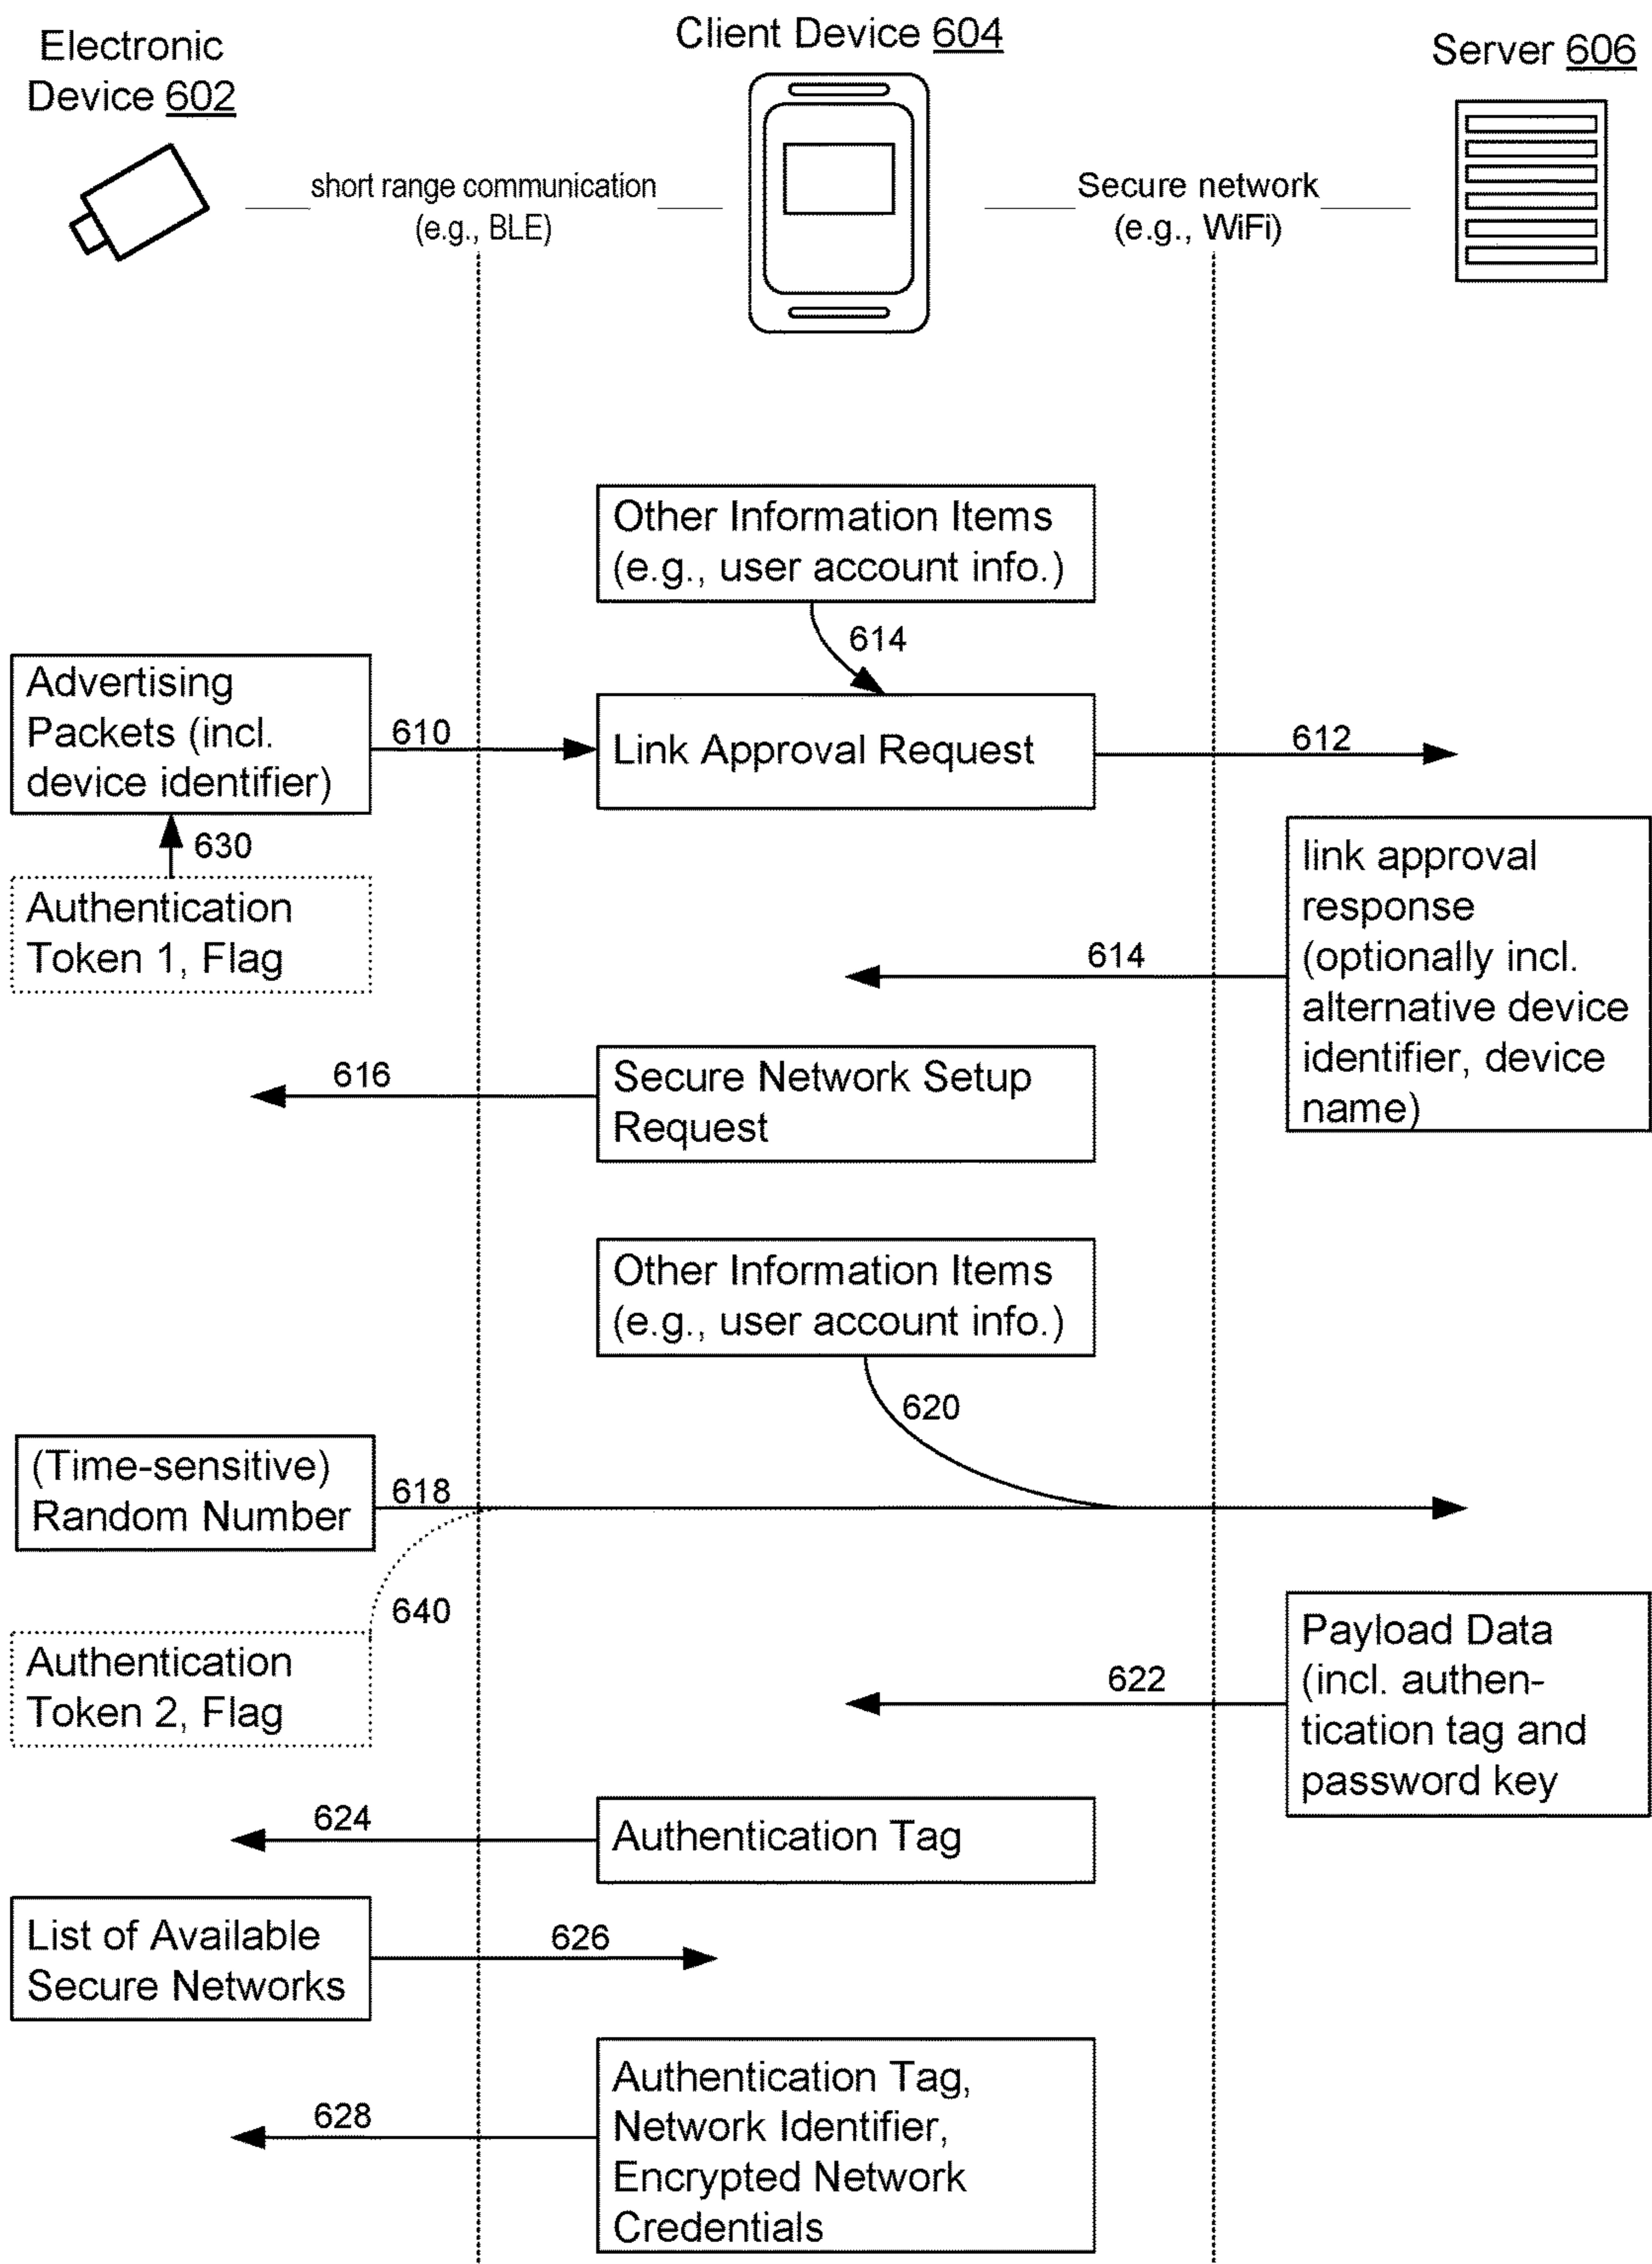 Electronic
Device 602
Client Device 604
Server 606
short range communication
(e.g., BLE)
Secure network
(e.g., WiFi)
Other Information Items
(e.g., user account info.)
614
Advertising
Packets (incl.
device identifier)
610
Link Approval Request
612
630
Authentication
Token 1, Flag
link approval
response
(optionally incl.
alternative device
identifier, device
name)
614
616
Secure Network Setup
Request
Other Information Items
(e.g., user account info.)
620
(Time-sensitive)
Random Number
618
640
Authentication
Token 2, Flag
Payload Data
(incl. authen-
tication tag and
password key
622
624
Authentication Tag
List of Available
Secure Networks
626
628
Authentication Tag,
Network Identifier,
Encrypted Network
Credentials